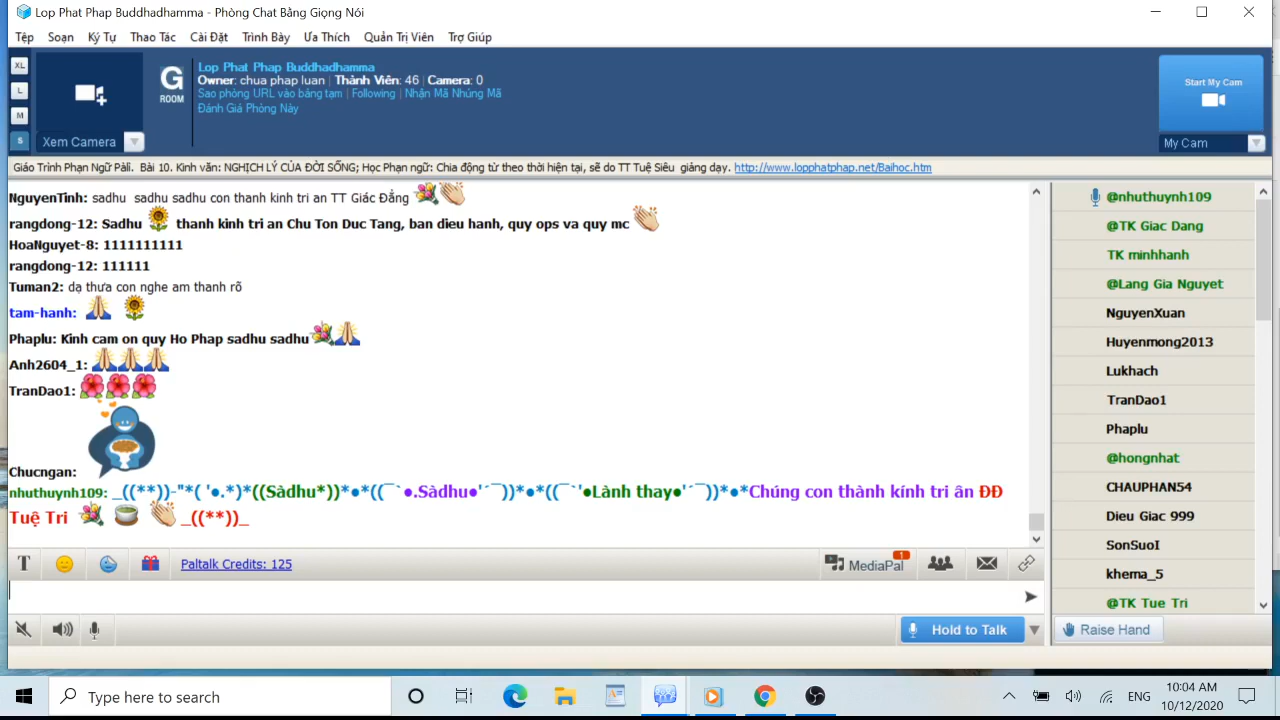 Lop Phat Phap Buddhadhamma - Phòng Chat Bằng Giọng Nói
Tệp Soạn Ký Tự Thao Tác Cài Đặt Trình Bày Ưa Thích Quản Trị Viên Trợ Giúp
XL
L
M
S
Xem Camera
G
ROOM
Lop Phat Phap Buddhadhamma
Owner: chua phap luan | Thành Viên: 46 | Camera: 0
Sao phòng URL vào bảng tạm | Following | Nhận Mã Nhúng Mã
Đánh Giá Phòng Này
Start My Cam
My Cam
Giáo Trình Phạn Ngữ Pàli. Bài 10. Kinh văn: NGHỊCH LÝ CỦA ĐỜI SỐNG; Học Phạn ngữ: Chia động từ theo thời hiện tại, sẽ do TT Tuệ Siêu giảng dạy. http://www.lopphatphap.net/Baihoc.htm
NguyenTinh: sadhu sadhu sadhu con thanh kinh tri an TT Giác Đẳng
rangdong-12: Sadhu thanh kinh tri an Chu Ton Duc Tang, ban dieu hanh, quy ops va quy mc
HoaNguyet-8: 1111111111
rangdong-12: 111111
Tuman2: dạ thưa con nghe am thanh rõ
tam-hanh:
Phaplu: Kinh cam on quy Ho Phap sadhu sadhu
Anh2604_1:
TranDao1:
Chucngan:
nhuthuynh109: _((**))-"*( '●.*)*((Sàdhu*))*●*((¯`●.Sàdhu●'´¯))*●*((¯`'●Lành thay●'´¯))*●*Chúng con thành kính tri ân ĐĐ
Tuệ Tri _((**))_
@nhuthuynh109
@TK Giac Dang
TK minhhanh
@Lang Gia Nguyet
NguyenXuan
Huyenmong2013
Lukhach
TranDao1
Phaplu
@hongnhat
CHAUPHAN54
Dieu Giac 999
SonSuoI
khema_5
@TK Tue Tri
T Paltalk Credits: 125 MediaPal 1
Hold to Talk
Raise Hand
Type here to search
ENG
10:04 AM
10/12/2020